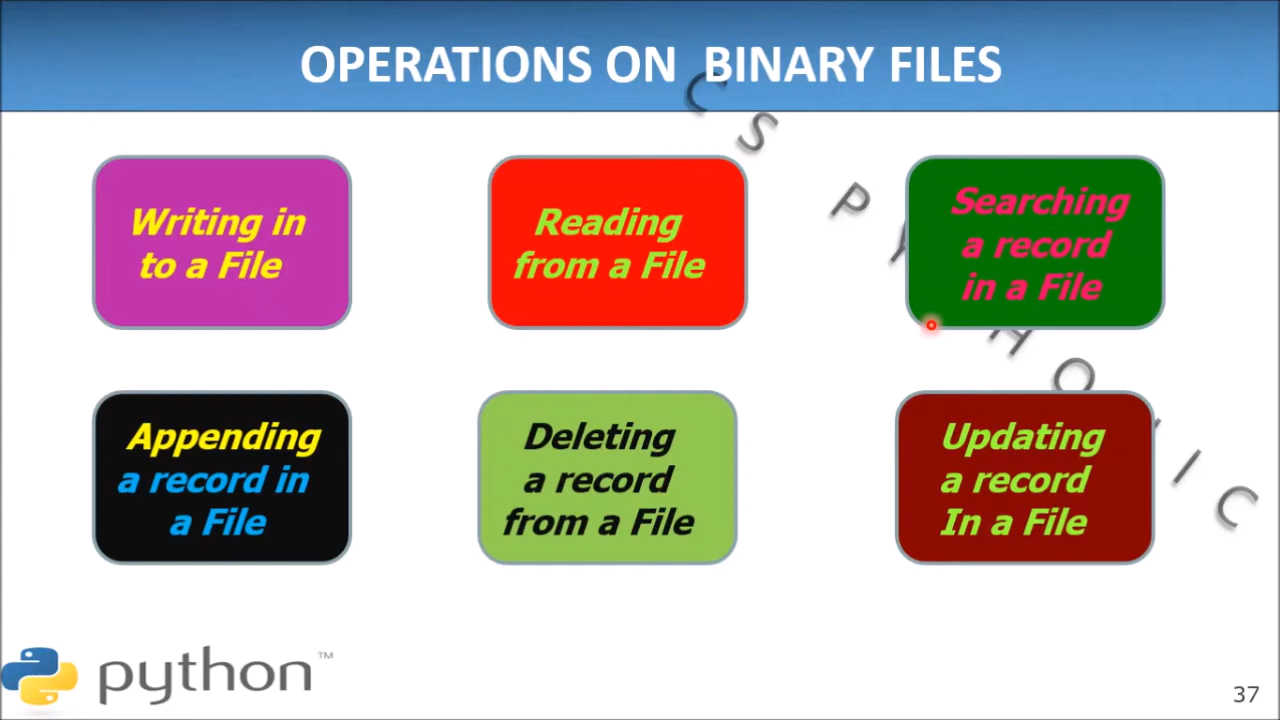 OPERATIONS ON BINARY FILES
Writing in
to a File
Reading
from a File
Searching
a record
in a File
Appending
a record in
a File
Deleting
a record
from a File
Updating
a record
In a File
C S P Y H O L I C
python™
37